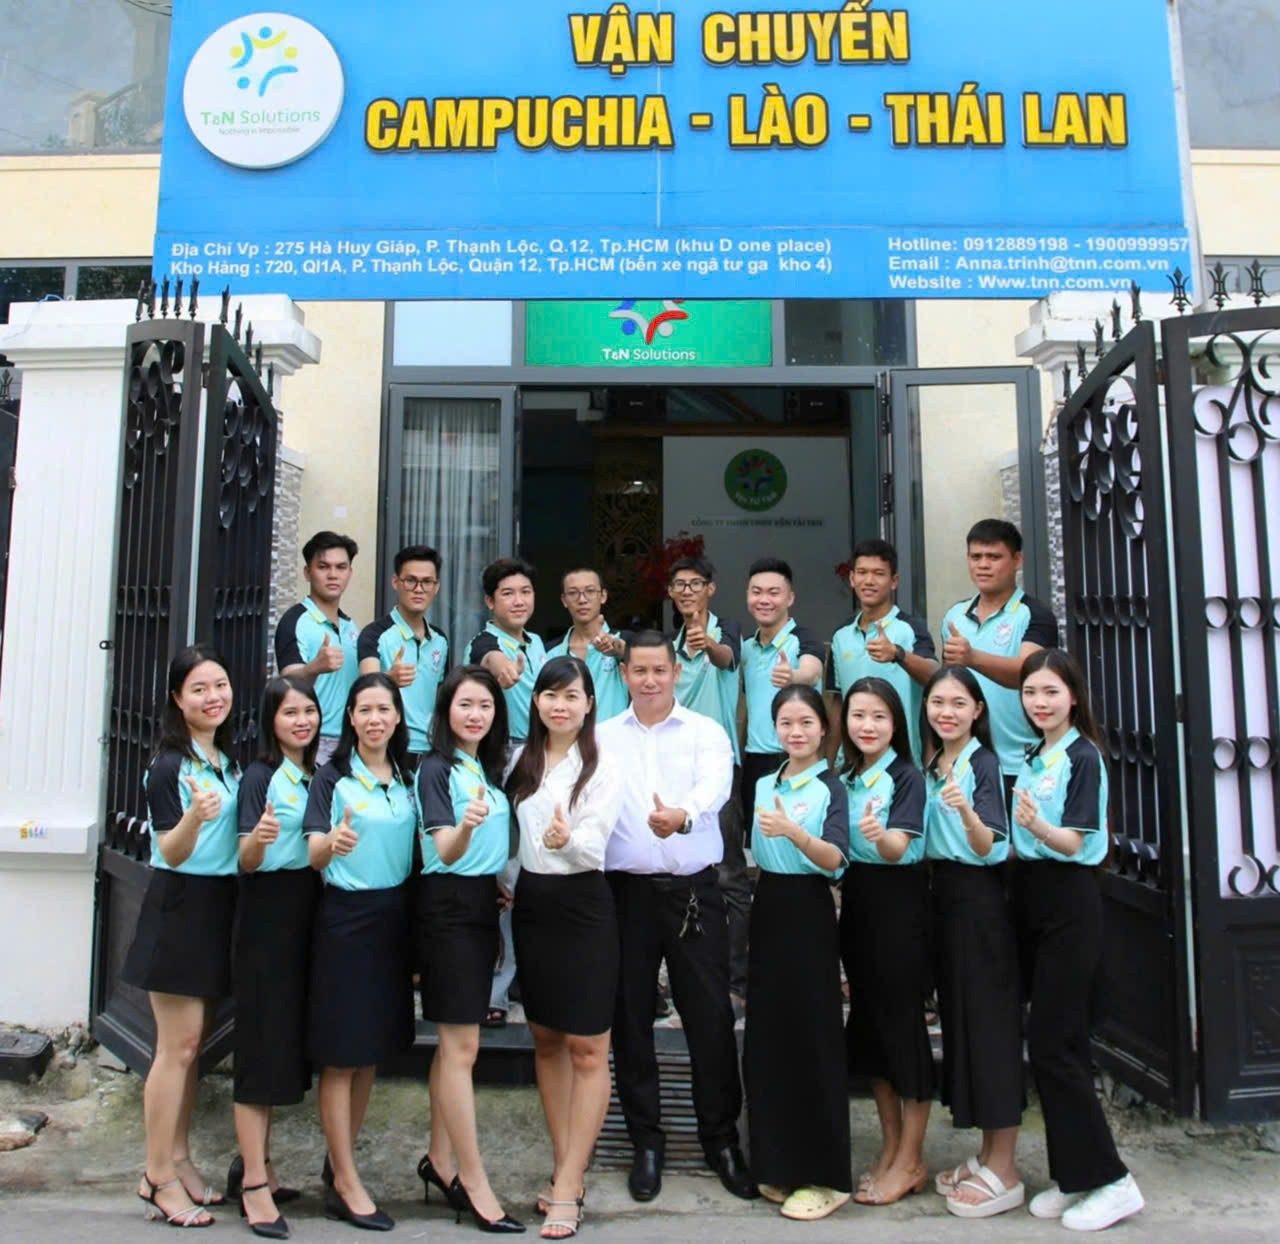 VẬN CHUYỂN
CAMPUCHIA - LÀO - THÁI LAN
T&N Solutions
Nothing is Impossible
Địa Chỉ Vp : 275 Hà Huy Giáp, P. Thạnh Lộc, Q.12, Tp.HCM (khu D one place)
Kho Hàng : 720, Ql1A, P. Thạnh Lộc, Quận 12, Tp.HCM (bến xe ngã tư ga kho 4)
Hotline: 0912889198 - 1900999957
Email : Anna.trinh@tnn.com.vn
Website : Www.tnn.com.vn
T&N Solutions